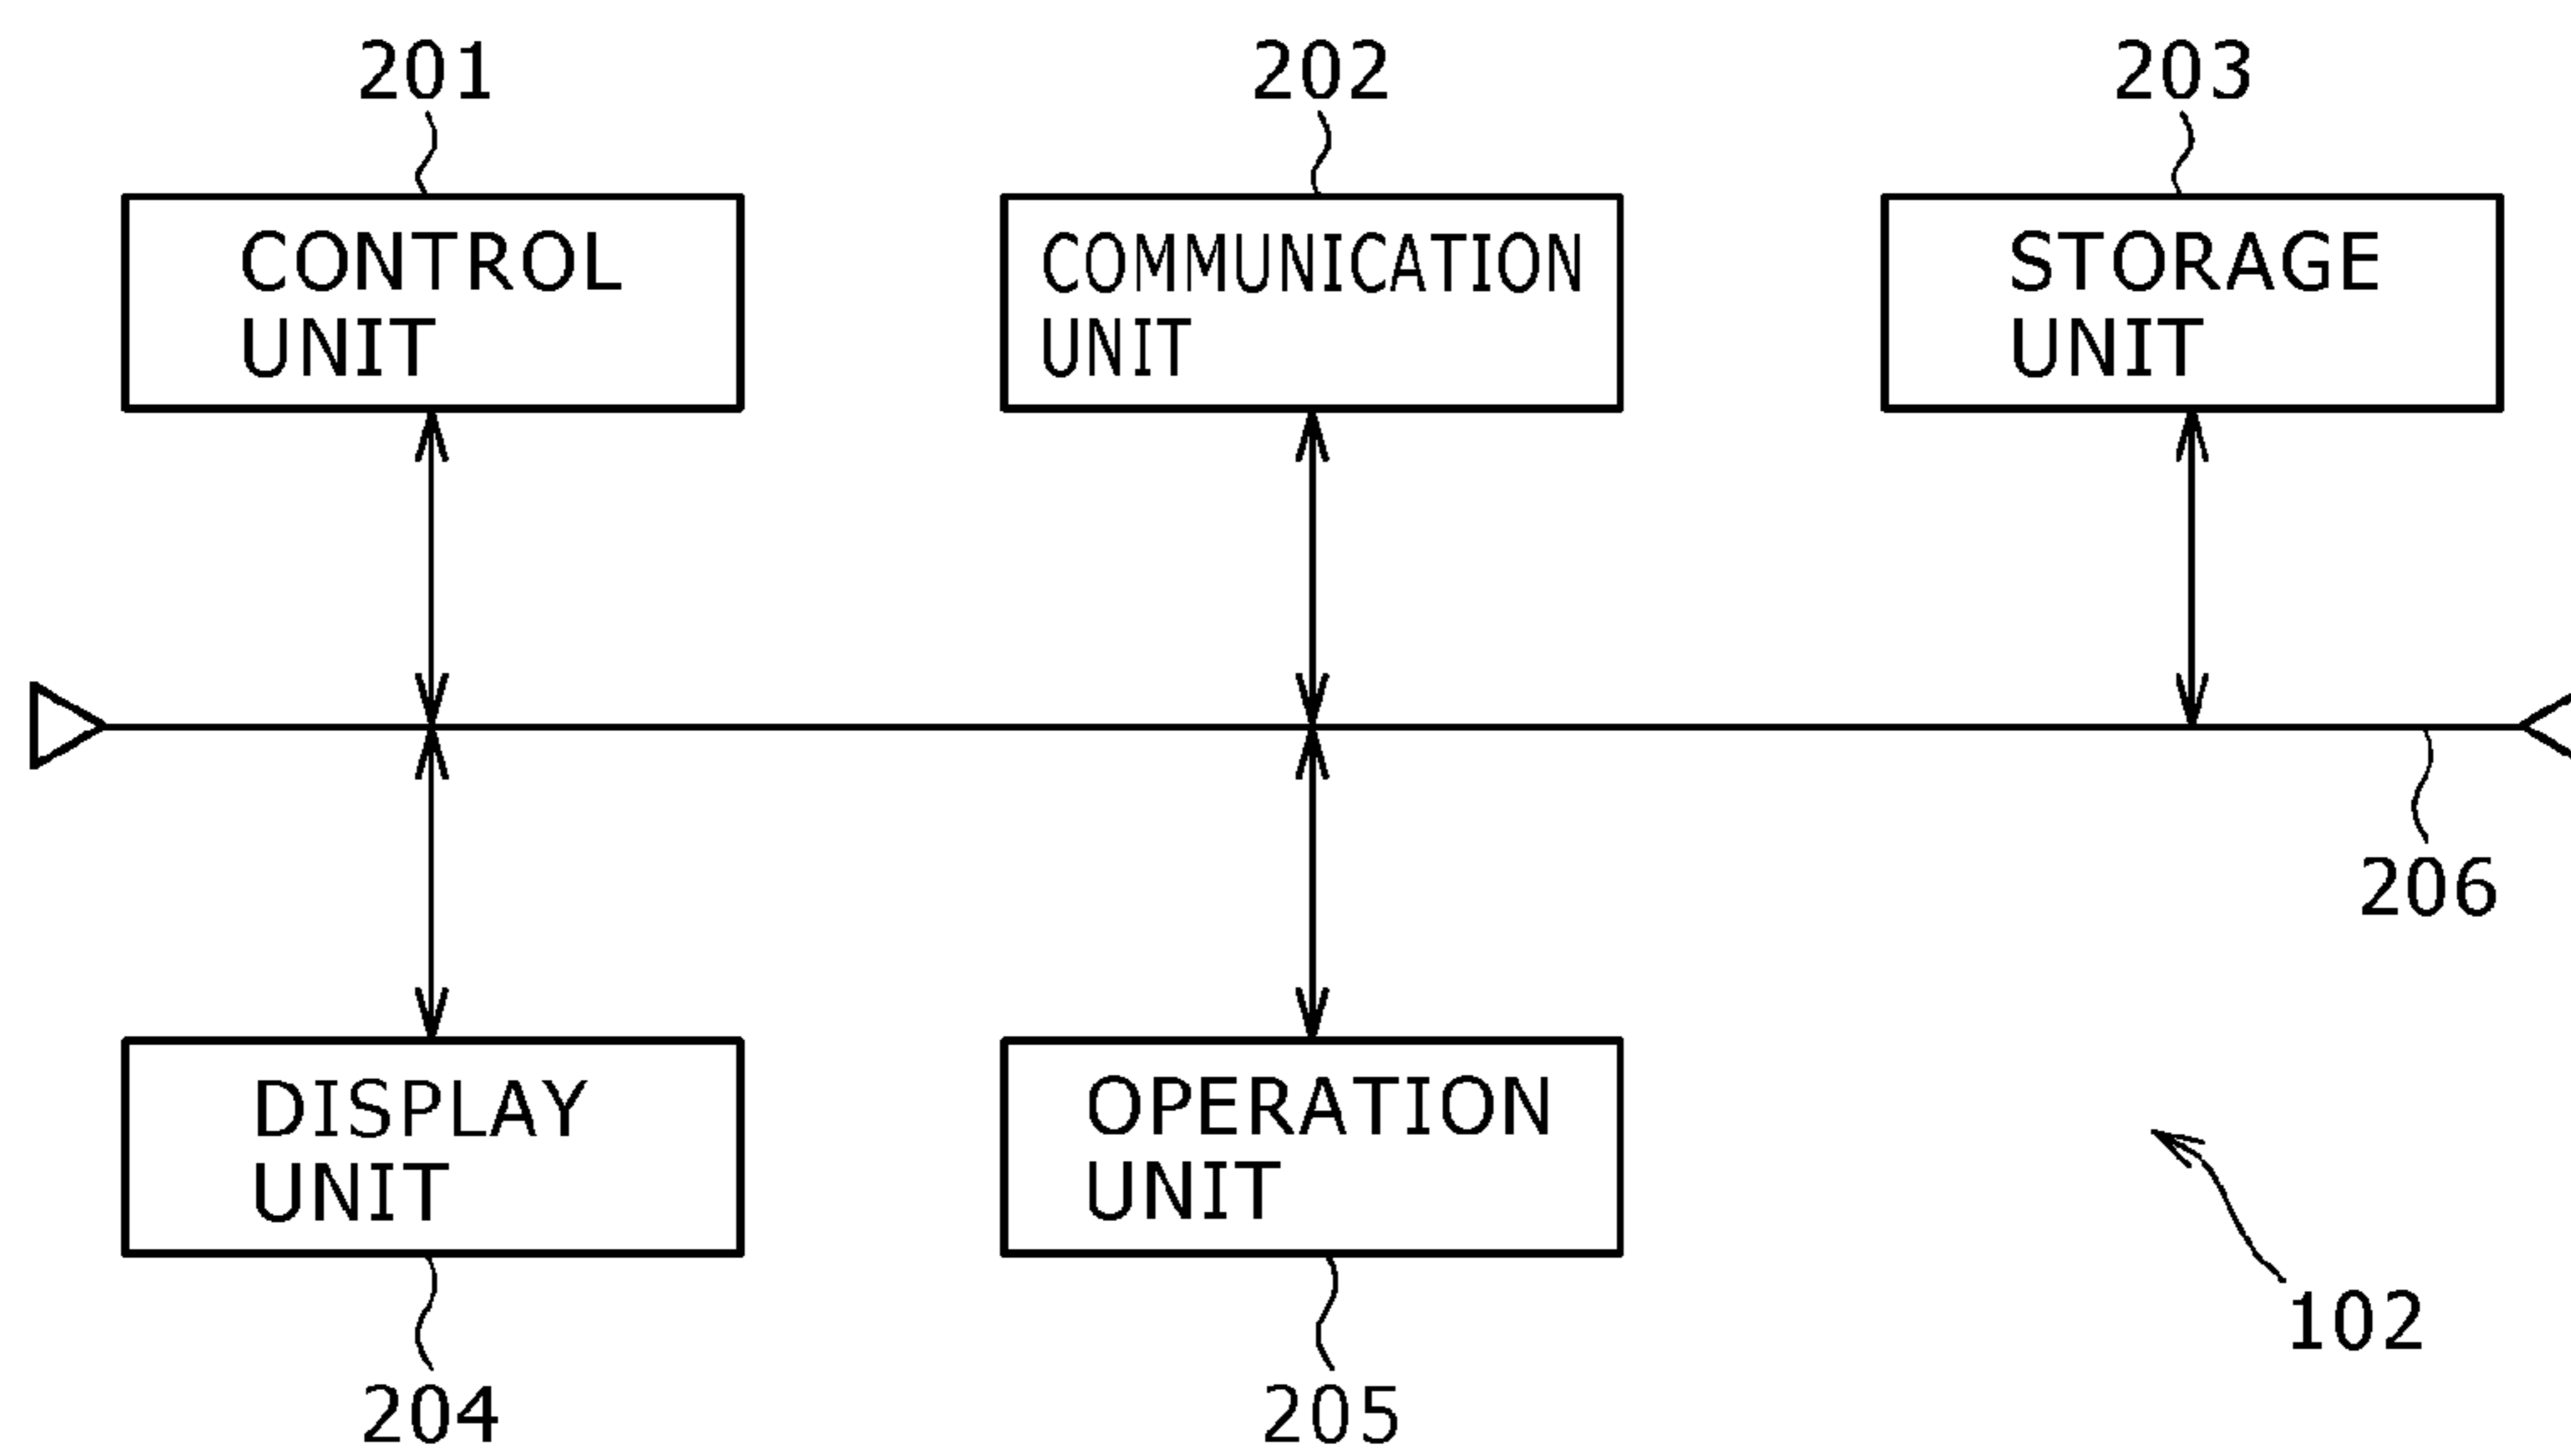 201
202
203
CONTROL
UNIT
COMMUNICATION
UNIT
STORAGE
UNIT
206
DISPLAY
UNIT
OPERATION
UNIT
102
204
205